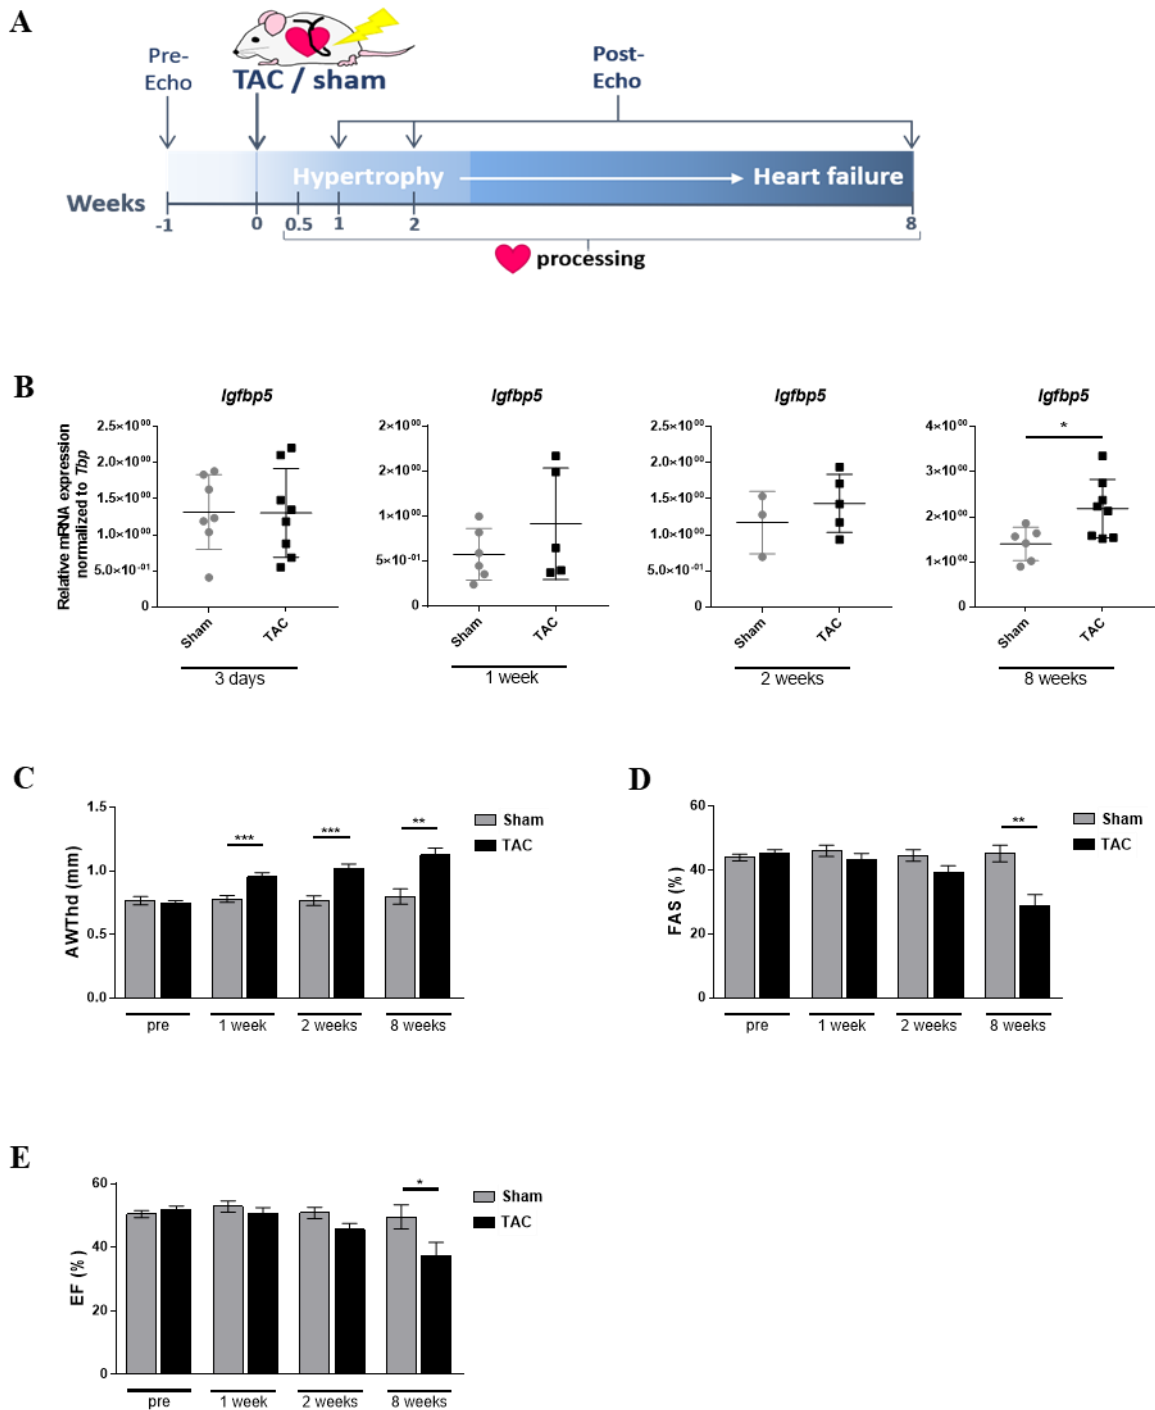 A
Pre-
Echo
TAC / sham
Post-
Echo
Hypertrophy
Heart failure
Weeks
-1 0 0.5 1 2 8
processing
B
Igfbp5
Relative mRNA expression
normalized to Tbp
2.5×10⁰⁰
2.0×10⁰⁰
1.5×10⁰⁰
1.0×10⁰⁰
5.0×10⁻⁰¹
0
Sham TAC
3 days
Igfbp5
2×10⁰⁰
2×10⁰⁰
1×10⁰⁰
5×10⁻⁰¹
0
Sham TAC
1 week
Igfbp5
2.5×10⁰⁰
2.0×10⁰⁰
1.5×10⁰⁰
1.0×10⁰⁰
5.0×10⁻⁰¹
0
Sham TAC
2 weeks
Igfbp5
4×10⁰⁰
3×10⁰⁰
2×10⁰⁰
1×10⁰⁰
0
*
Sham TAC
8 weeks
C
AWThd (mm)
1.5
1.0
0.5
0.0
*** *** **
Sham
TAC
pre 1 week 2 weeks 8 weeks
D
FAS (%)
60
40
20
0
**
Sham
TAC
pre 1 week 2 weeks 8 weeks
E
EF (%)
60
40
20
0
*
Sham
TAC
pre 1 week 2 weeks 8 weeks